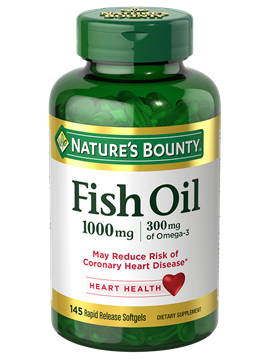 NATURE'S BOUNTY®
Fish Oil
1000mg | 300mg of Omega-3
May Reduce Risk of
Coronary Heart Disease*
HEART HEALTH
145 Rapid Release Softgels
DIETARY SUPPLEMENT